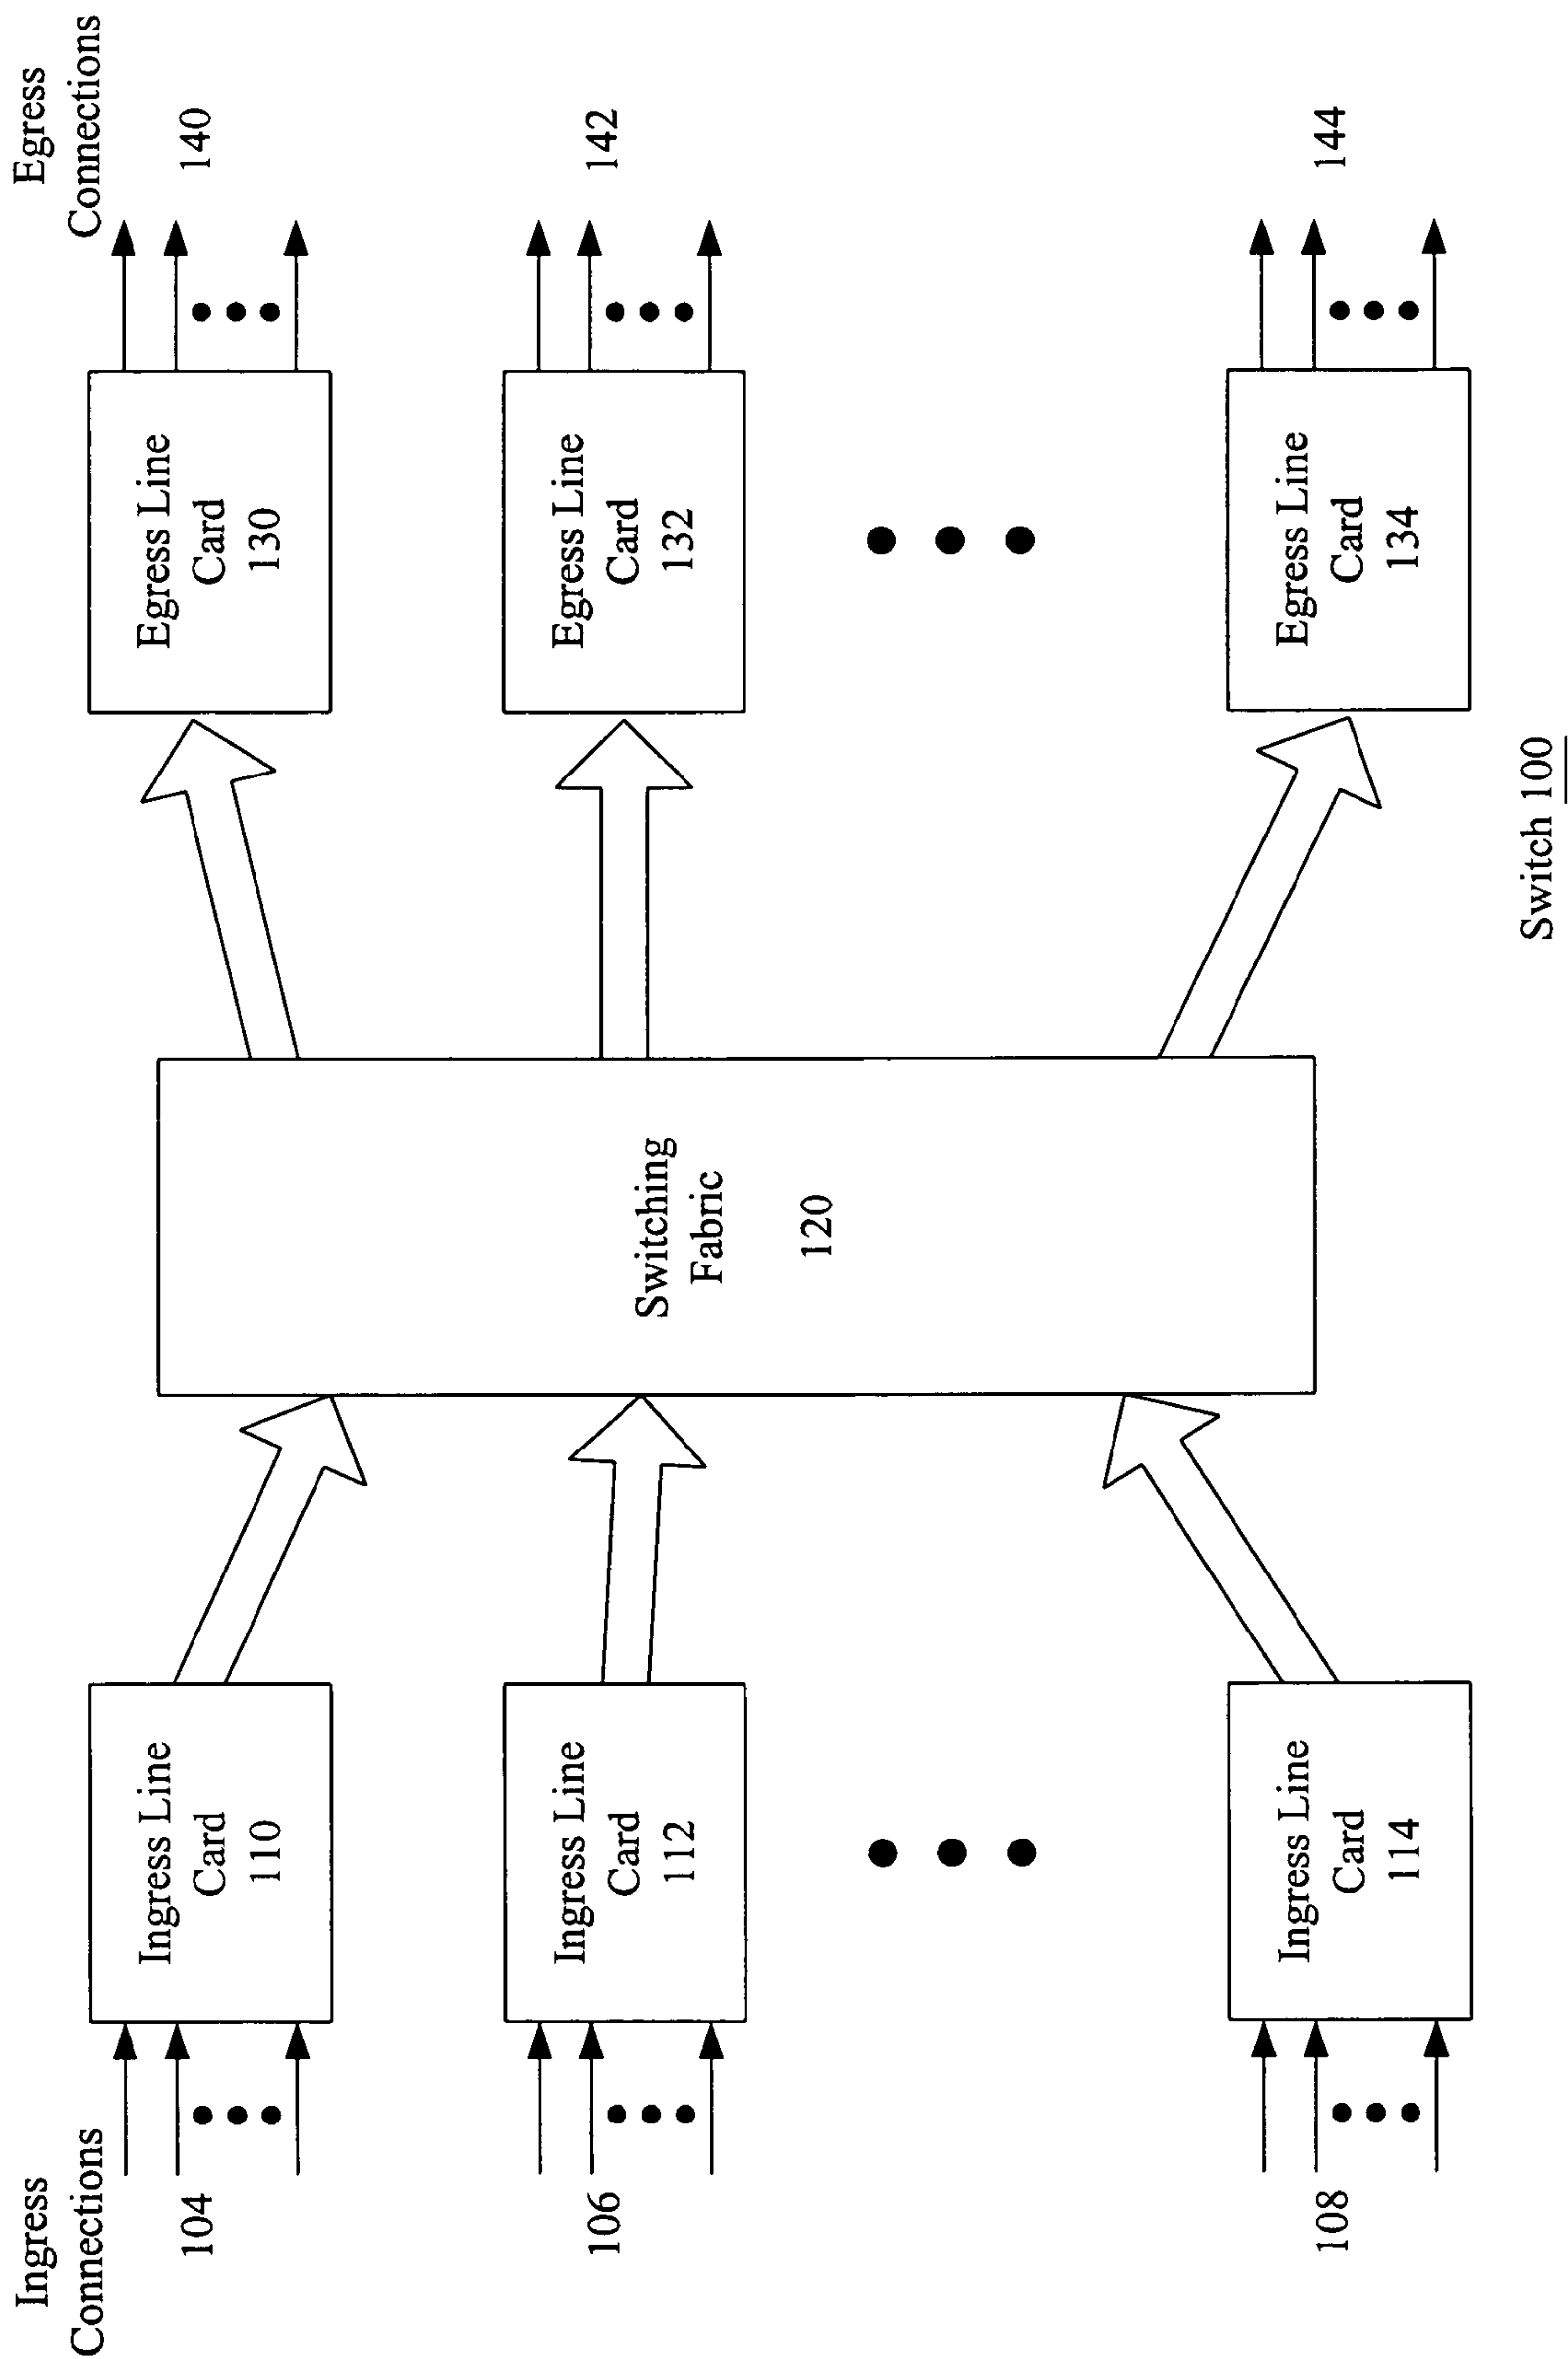 Ingress
Connections
104
106
108
Ingress Line
Card
110
Ingress Line
Card
112
Ingress Line
Card
114
Switching
Fabric
120
Egress Line
Card
130
Egress Line
Card
132
Egress Line
Card
134
Egress
Connections
140
142
144
Switch 100